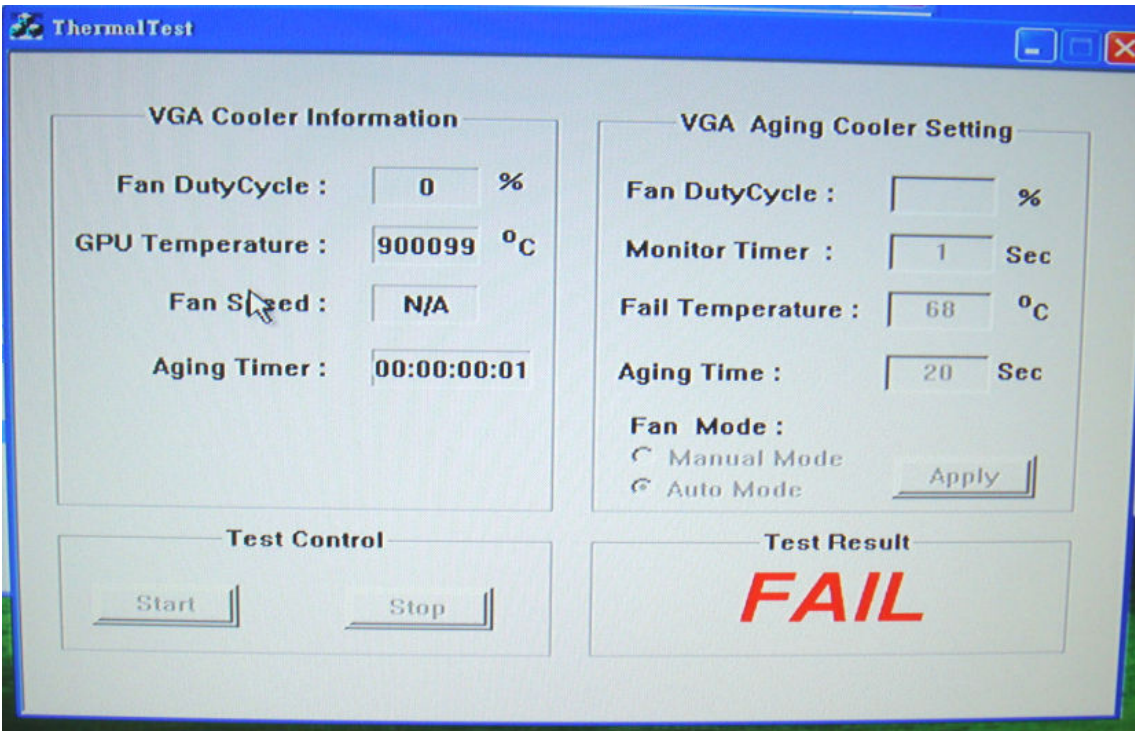 ThermalTest
VGA Cooler Information
Fan DutyCycle : 0 %
GPU Temperature : 900099 °C
Fan Speed : N/A
Aging Timer : 00:00:00:01
VGA Aging Cooler Setting
Fan DutyCycle : %
Monitor Timer : 1 Sec
Fail Temperature : 68 °C
Aging Time : 20 Sec
Fan Mode :
Manual Mode
Auto Mode
Apply
Test Control
Start Stop
Test Result
FAIL